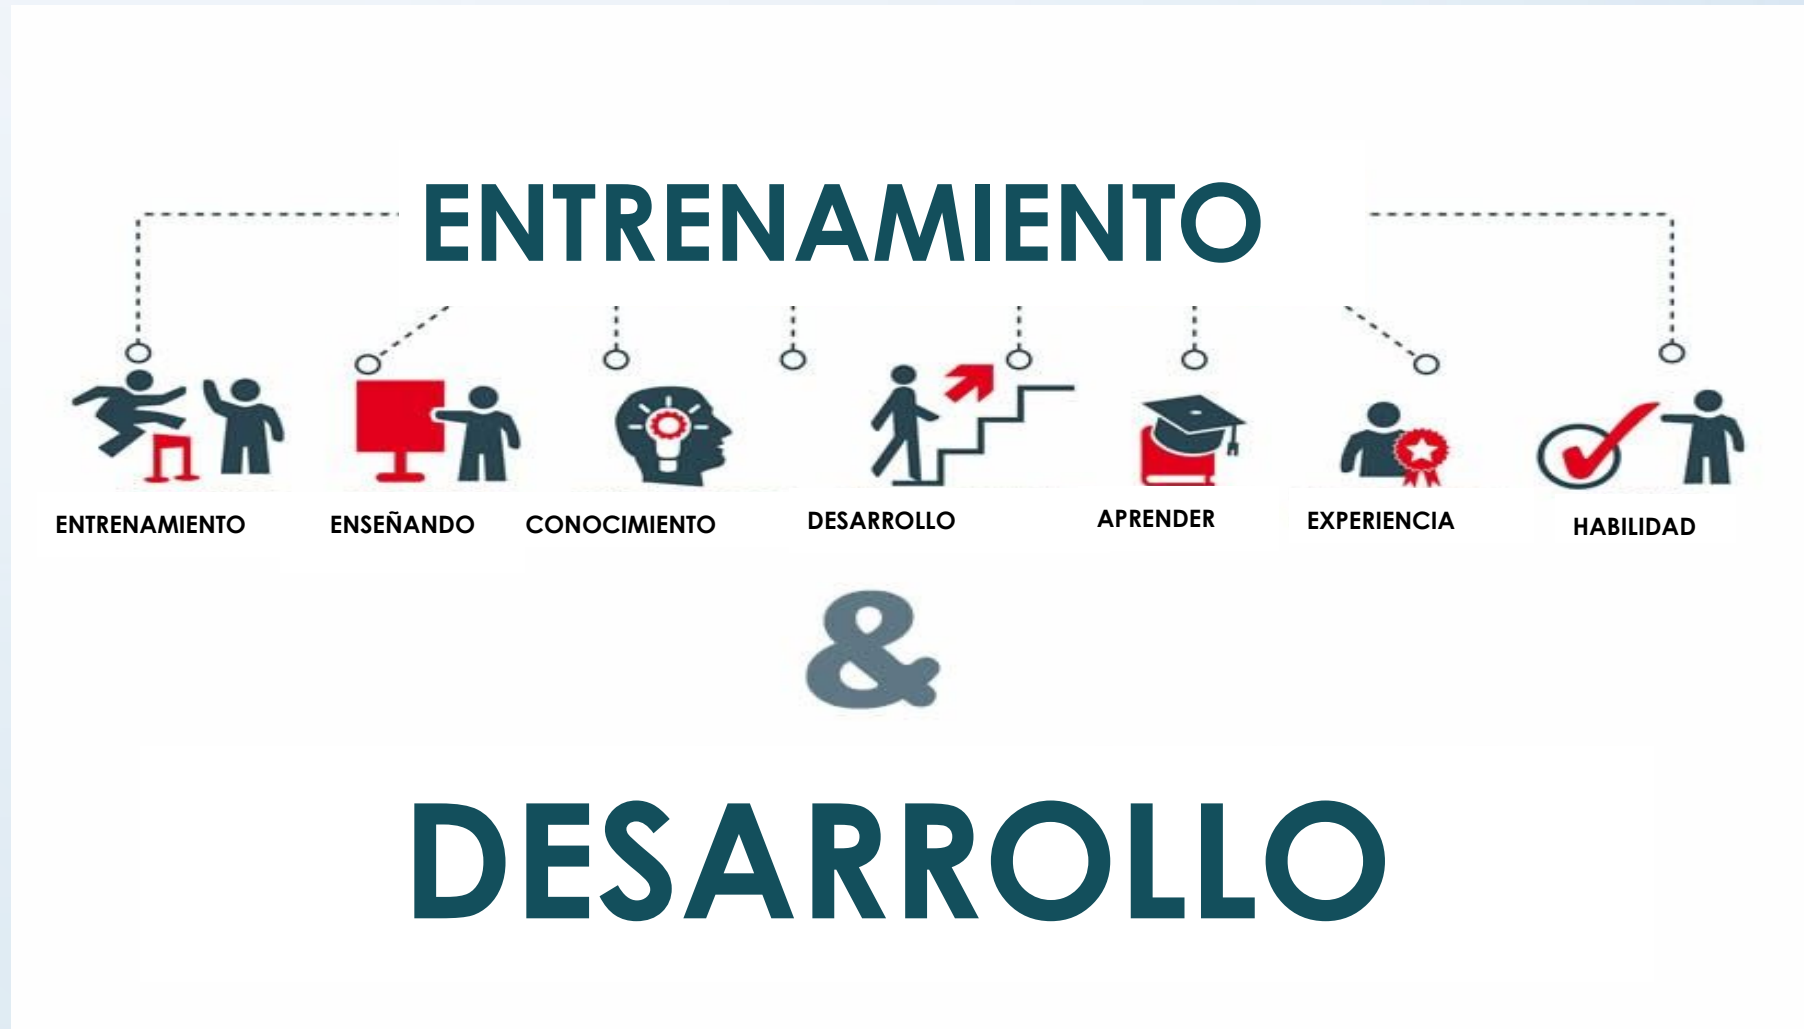 ENTRENAMIENTO
ENTRENAMIENTO
ENSEÑANDO
CONOCIMIENTO
DESARROLLO
APRENDER
EXPERIENCIA
HABILIDAD
&
DESARROLLO